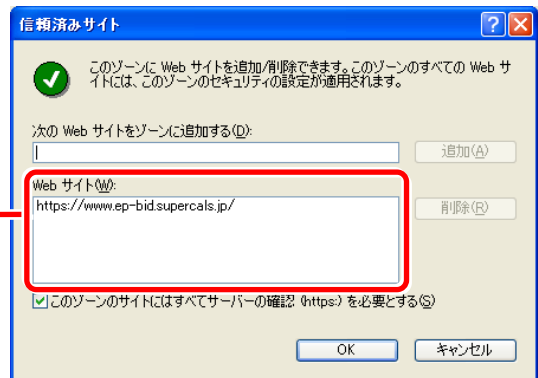 信頼済みサイト
このゾーンに Web サイトを追加/削除できます。このゾーンのすべての Web サ
イトには、このゾーンのセキュリティの設定が適用されます。
次の Web サイトをゾーンに追加する(D):
追加(A)
Web サイト(W):
https://www.ep-bid.supercals.jp/
削除(R)
このゾーンのサイトにはすべてサーバーの確認 (https:) を必要とする(S)
OK
キャンセル